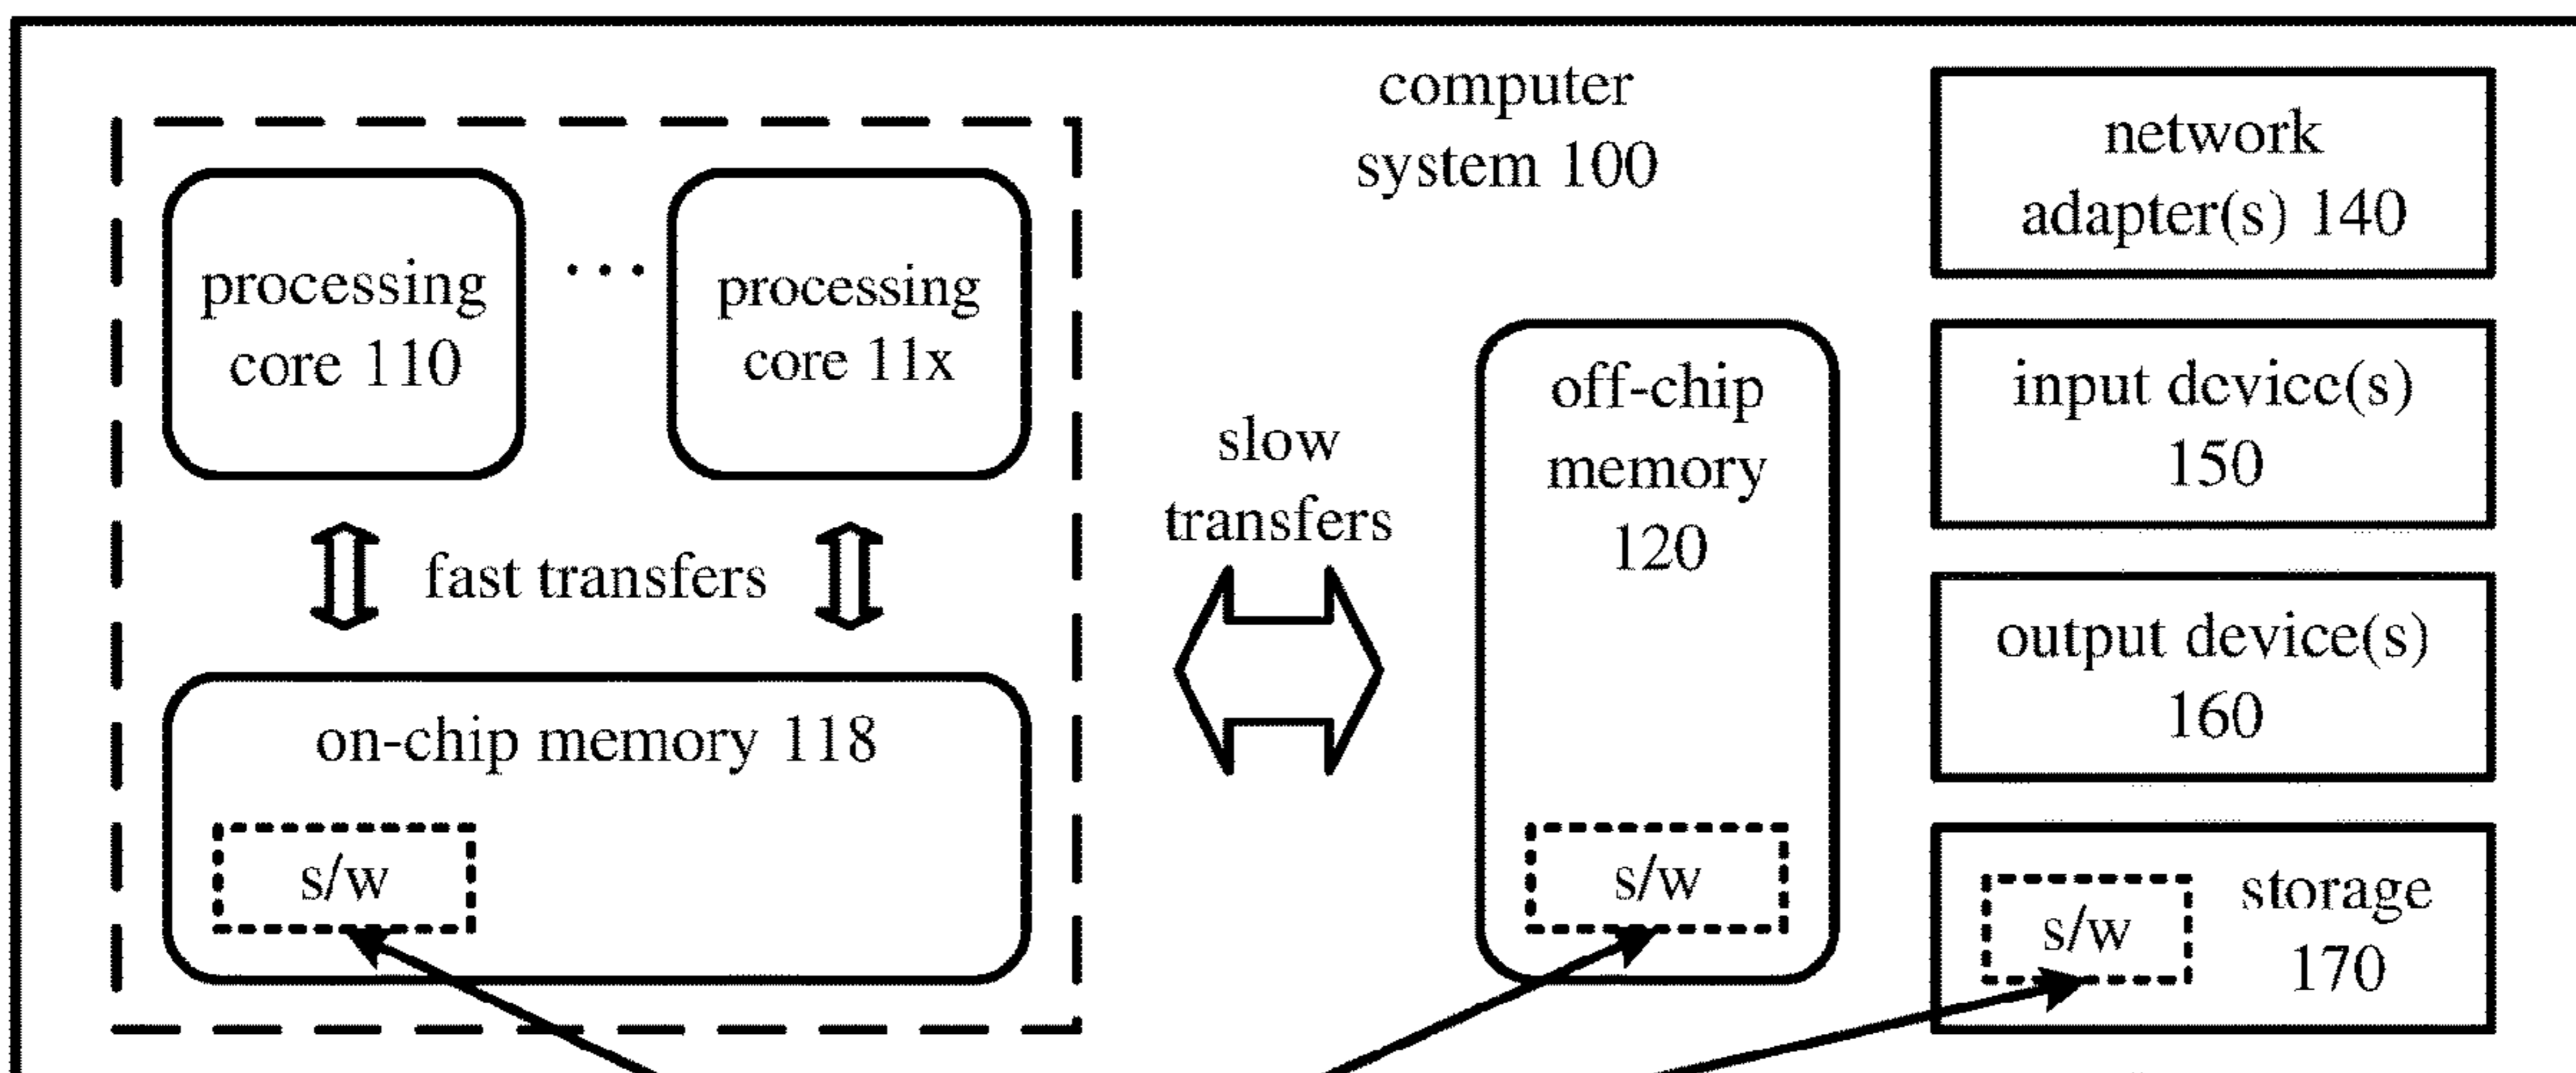 computer
system 100
processing
core 110
...
processing
core 11x
fast transfers
on-chip memory 118
s/w
slow
transfers
off-chip
memory
120
s/w
network
adapter(s) 140
input device(s)
150
output device(s)
160
storage
170
s/w